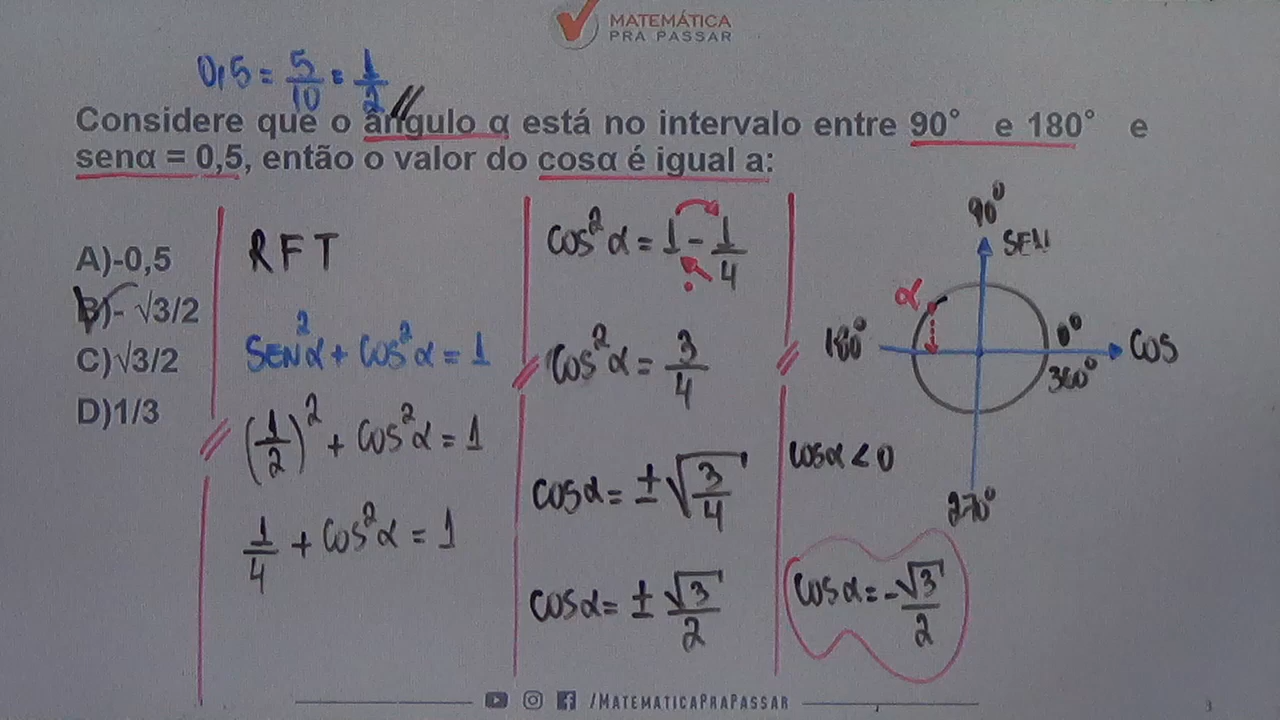 MATEMÁTICA
PRA PASSAR
0,5 = 5/10 = 1/2
Considere que o ângulo α está no intervalo entre 90° e 180° e
senα = 0,5, então o valor do cosα é igual a:
A)-0,5
B)- √3/2
C)√3/2
D)1/3
RFT
SEN²α + COS²α = 1
(1/2)² + COS²α = 1
1/4 + COS²α = 1
COS²α = 1 - 1/4
COS²α = 3/4
COSα = ± √3/4
COSα = ± √3/2
90°
SEN
α
180°
0°
COS
360°
270°
COSα < 0
COSα = - √3/2
/MATEMATICAPRAPASSAR
3